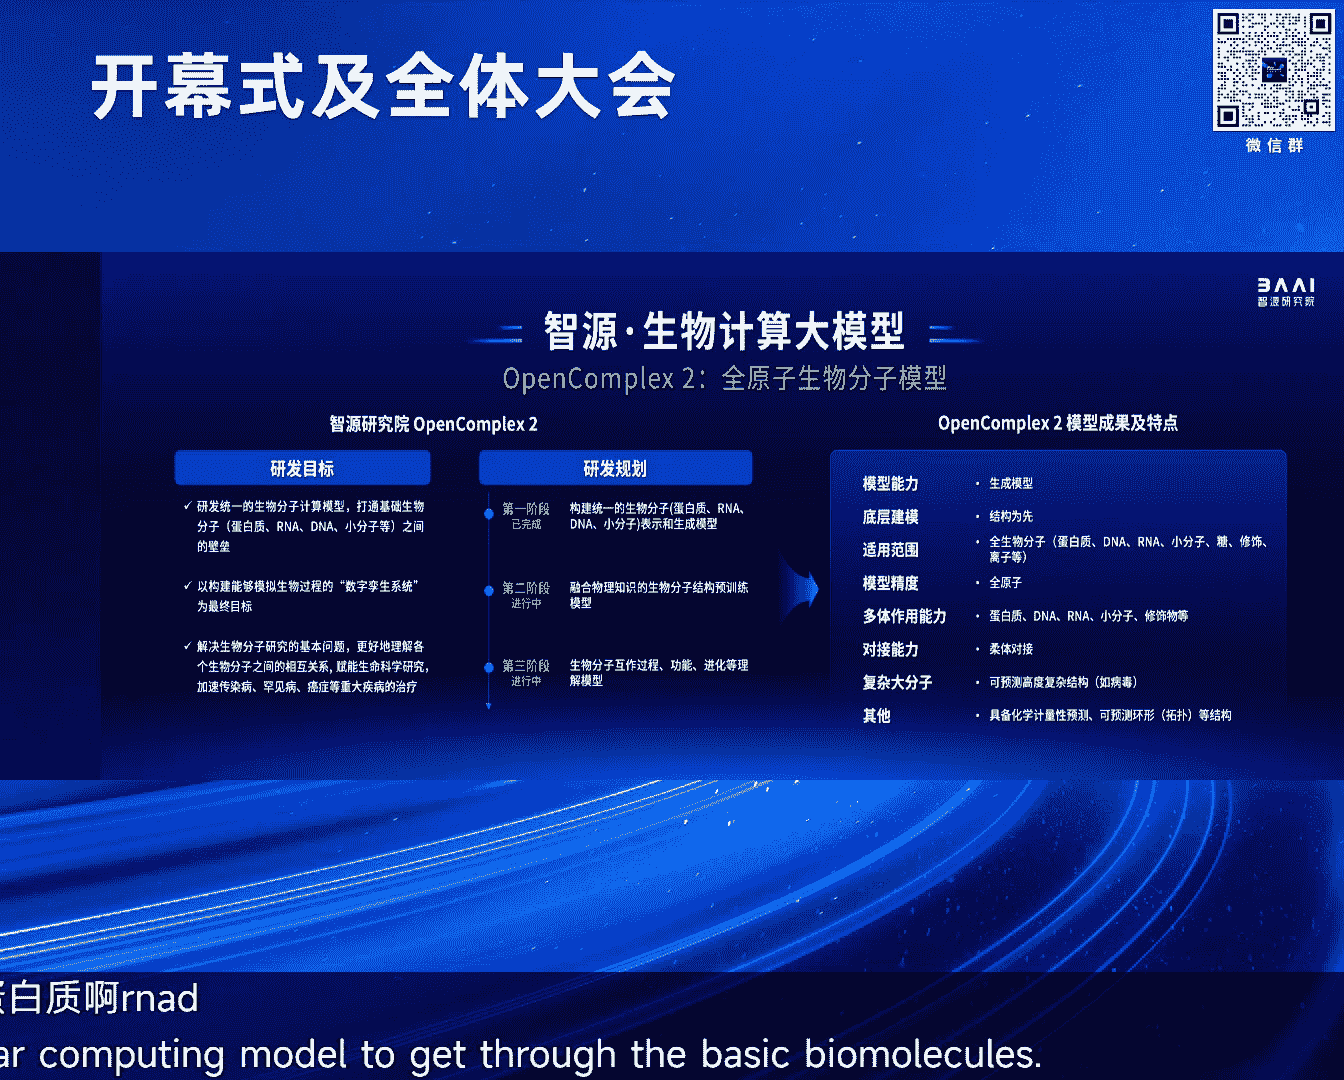 开幕式及全体大会
微信群
BAAI
智源研究院
智源·生物计算大模型
OpenComplex 2：全原子生物分子模型
智源研究院 OpenComplex 2
研发目标
✓ 研发统一的生物分子计算模型，打通基础生物
分子（蛋白质、RNA、DNA、小分子等）之间
的壁垒
✓ 以构建能够模拟生物过程的“数字孪生系统”
为最终目标
✓ 解决生物分子研究的基本问题，更好地理解各
个生物分子之间的相互关系, 赋能生命科学研究，
加速传染病、罕见病、癌症等重大疾病的治疗
研发规划
第一阶段
已完成
构建统一的生物分子(蛋白质、RNA、
DNA、小分子)表示和生成模型
第二阶段
进行中
融合物理知识的生物分子结构预训练
模型
第三阶段
进行中
生物分子互作过程、功能、进化等理
解模型
OpenComplex 2 模型成果及特点
模型能力 • 生成模型
底层建模 • 结构为先
适用范围 • 全生物分子（蛋白质、DNA、RNA、小分子、糖、修饰、
离子等）
模型精度 • 全原子
多体作用能力 • 蛋白质、DNA、RNA、小分子、修饰物等
对接能力 • 柔体对接
复杂大分子 • 可预测高度复杂结构（如病毒）
其他 • 具备化学计量性预测、可预测环形（拓扑）等结构
白质啊rnad
ar computing model to get through the basic biomolecules.